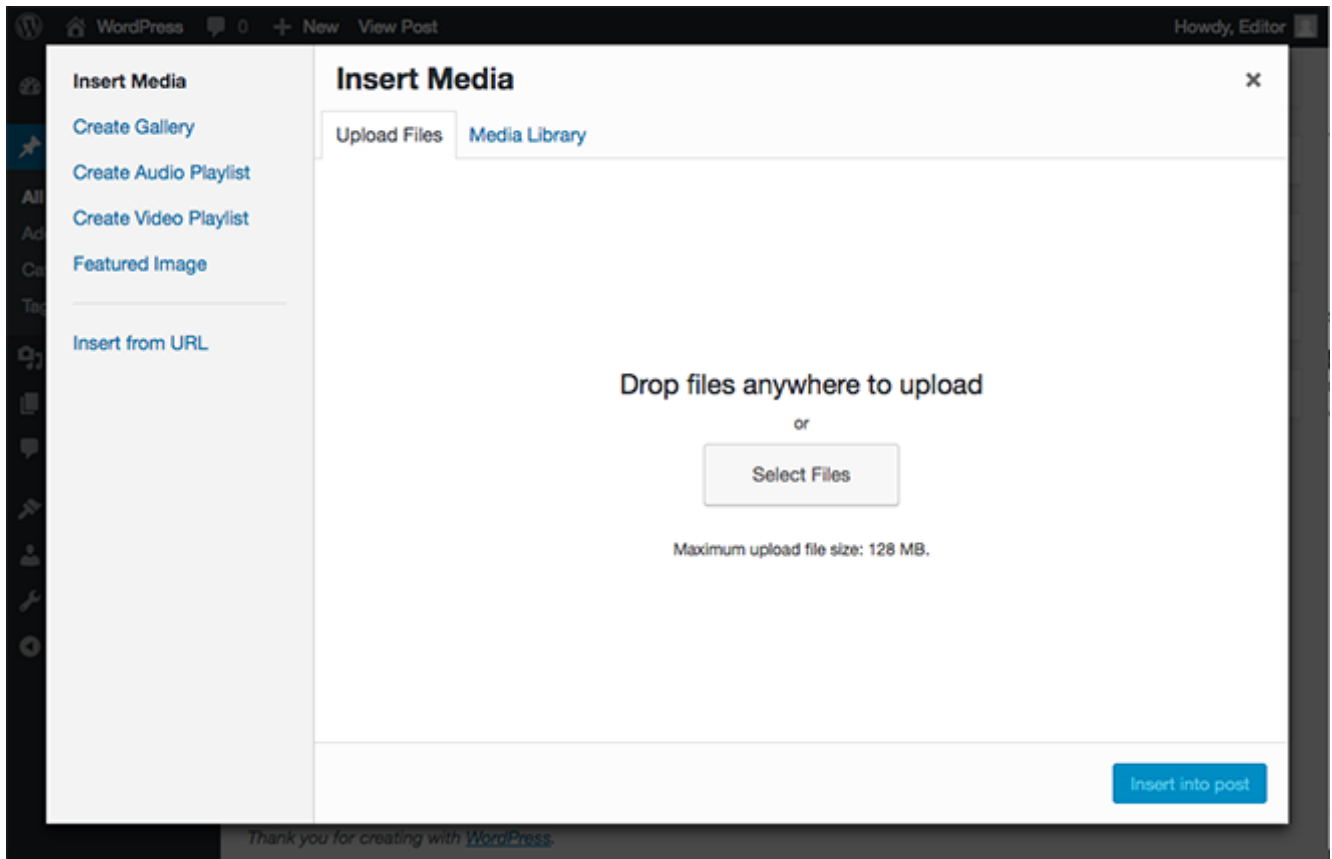 WordPress 0 New View Post Howdy, Editor
Insert Media
Create Gallery
Create Audio Playlist
Create Video Playlist
Featured Image
Insert from URL
Insert Media
Upload Files Media Library
Drop files anywhere to upload
or
Select Files
Maximum upload file size: 128 MB.
Insert into post
All
Thank you for creating with WordPress.